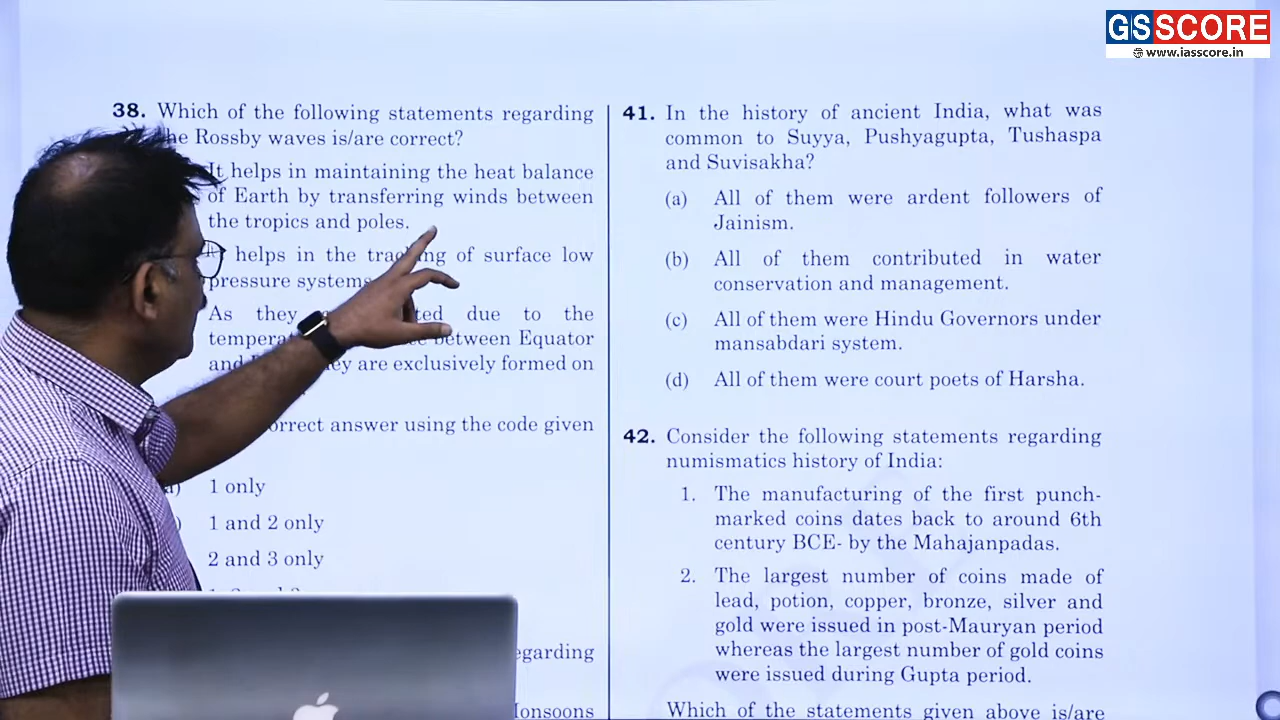 GSSCORE
www.iasscore.in
38. Which of the following statements regarding
the Rossby waves is/are correct?
It helps in maintaining the heat balance
of Earth by transferring winds between
the tropics and poles.
helps in the of surface low
pressure systems
As they due to the
between Equator
and they are exclusively formed on
correct answer using the code given
1 only
1 and 2 only
2 and 3 only
egarding
Monsoons
41. In the history of ancient India, what was
common to Suyya, Pushyagupta, Tushaspa
and Suvisakha?
(a) All of them were ardent followers of
Jainism.
(b) All of them contributed in water
conservation and management.
(c) All of them were Hindu Governors under
mansabdari system.
(d) All of them were court poets of Harsha.
42. Consider the following statements regarding
numismatics history of India:
1. The manufacturing of the first punch-
marked coins dates back to around 6th
century BCE- by the Mahajanpadas.
2. The largest number of coins made of
lead, potion, copper, bronze, silver and
gold were issued in post-Mauryan period
whereas the largest number of gold coins
were issued during Gupta period.
Which of the statements given above is/are